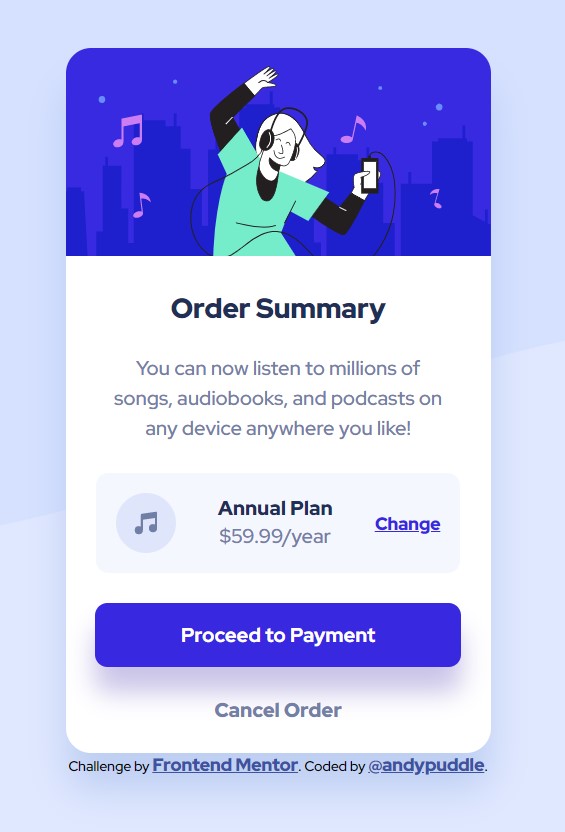 Order Summary
You can now listen to millions of
songs, audiobooks, and podcasts on
any device anywhere you like!
Annual Plan
$59.99/year
Change
Proceed to Payment
Cancel Order
Challenge by Frontend Mentor. Coded by @andypuddle.